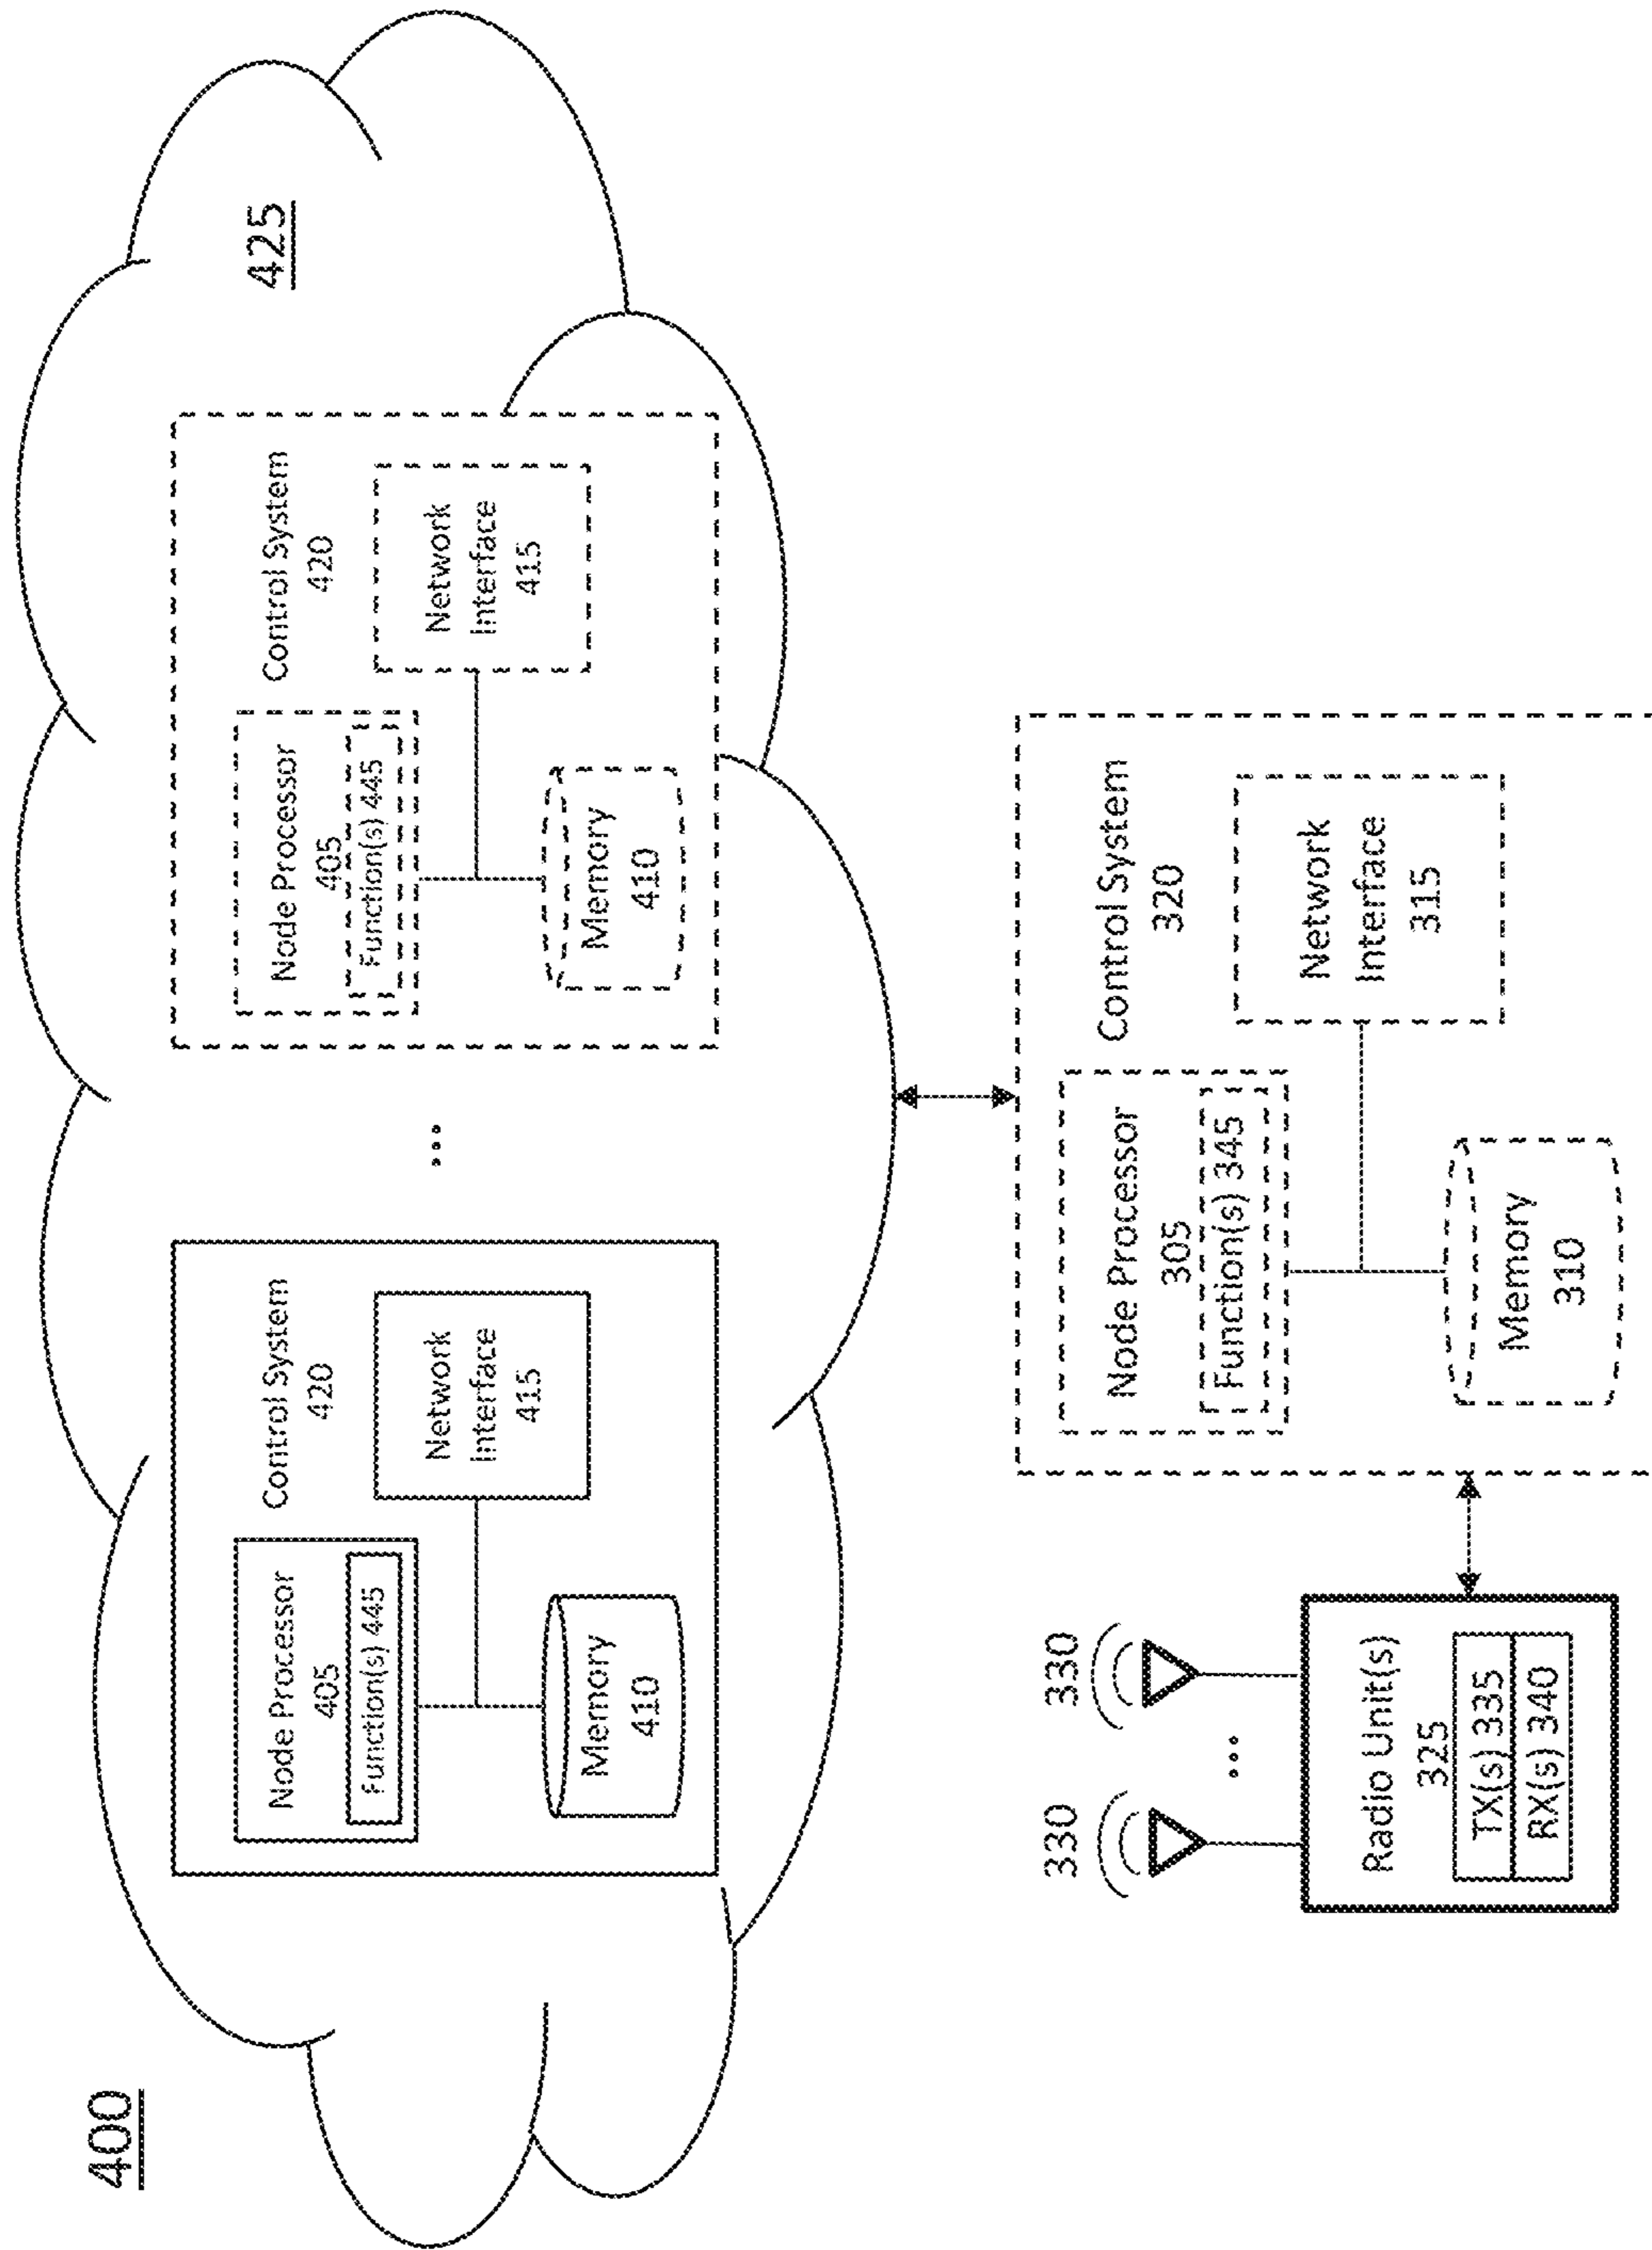 400
425
Control System
420
Node Processor
405
Function(s) 445
Network
Interface
415
Memory
410
...
Control System
420
Node Processor
405
Function(s) 445
Network
Interface
415
Memory
410
330
330
...
Radio Unit(s)
325
TX(s) 335
RX(s) 340
Control System
320
Node Processor
305
Function(s) 345
Network
Interface
315
Memory
310